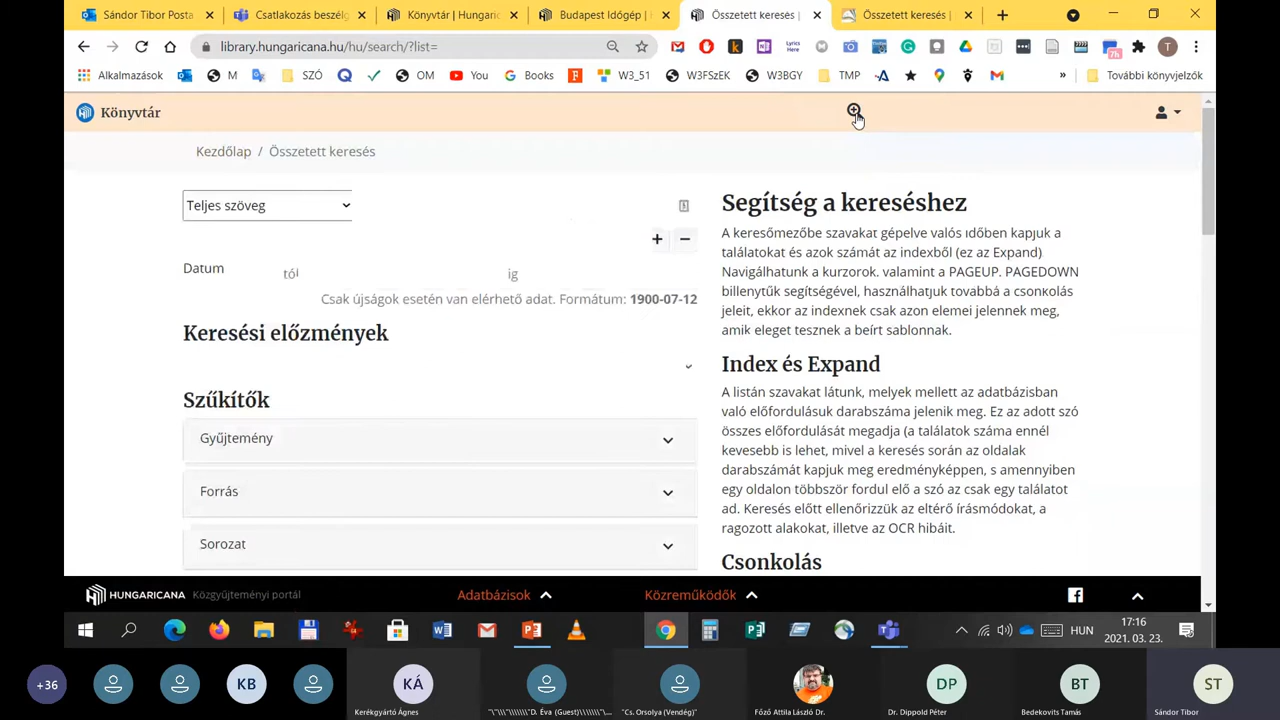 Sándor Tibor Posta
Csatlakozás beszélg
Könyvtár | Hungaric
Budapest Időgép | H
Összetett keresés |
Összetett keresés |
library.hungaricana.hu/hu/search/?list=
Alkalmazások
M
SZÓ
OM
You
Books
W3_51
W3FSzEK
W3BGY
TMP
»
További könyvjelzők
Könyvtár
Kezdőlap / Összetett keresés
Teljes szöveg
+ −
Datum
tól
ig
Csak újságok esetén van elérhető adat. Formátum: 1900-07-12
Keresési előzmények
Szűkítők
Gyűjtemény
Forrás
Sorozat
Segítség a kereséshez
A keresőmezőbe szavakat gépelve valós időben kapjuk a
találatokat és azok számát az indexből (ez az Expand)
Navigálhatunk a kurzorok. valamint a PAGEUP. PAGEDOWN
billenytűk segítségével, használhatjuk továbbá a csonkolás
jeleit, ekkor az indexnek csak azon elemei jelennek meg,
amik eleget tesznek a beírt sablonnak.
Index és Expand
A listán szavakat látunk, melyek mellett az adatbázisban
való előfordulásuk darabszáma jelenik meg. Ez az adott szó
összes előfordulását megadja (a találatok száma ennél
kevesebb is lehet, mivel a keresés során az oldalak
darabszámát kapjuk meg eredményképpen, s amennyiben
egy oldalon többször fordul elő a szó az csak egy találatot
ad. Keresés előtt ellenőrizzük az eltérő írásmódokat, a
ragozott alakokat, illetve az OCR hibáit.
Csonkolás
HUNGARICANA Közgyűjteményi portál
Adatbázisok
Közreműködők
HUN
17:16
2021. 03. 23.
+36
KB
KÁ
DP
BT
ST
Kerékgyártó Ágnes
"Cs. Orsolya (Vendég)"
Főző Attila László Dr.
Dr. Dippold Péter
Bedekovits Tamás
Sándor Tibor